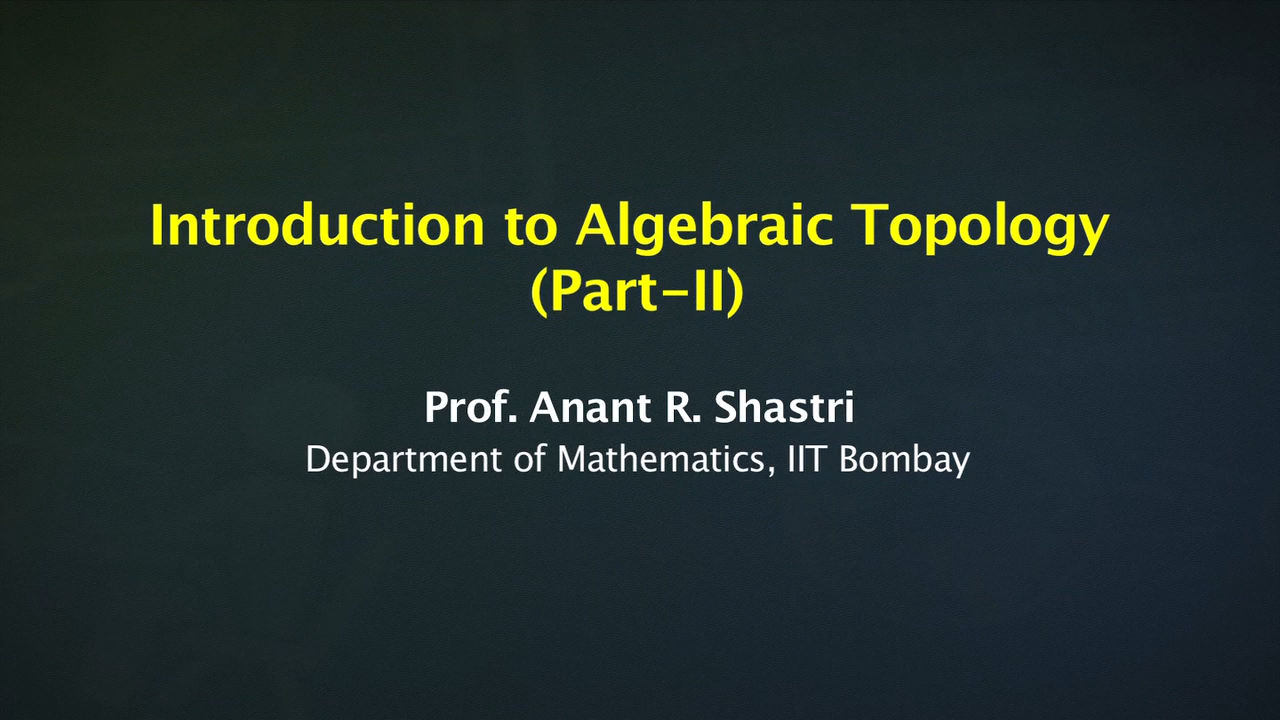 Introduction to Algebraic Topology
(Part-II)
Prof. Anant R. Shastri
Department of Mathematics, IIT Bombay